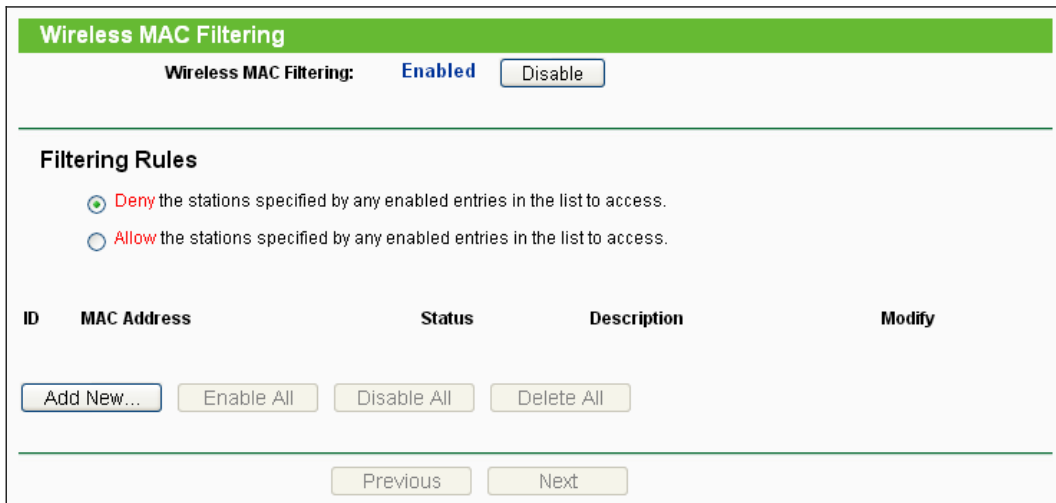 Wireless MAC Filtering
Wireless MAC Filtering: Enabled Disable
Filtering Rules
Deny the stations specified by any enabled entries in the list to access.
Allow the stations specified by any enabled entries in the list to access.
ID MAC Address Status Description Modify
Add New... Enable All Disable All Delete All
Previous Next